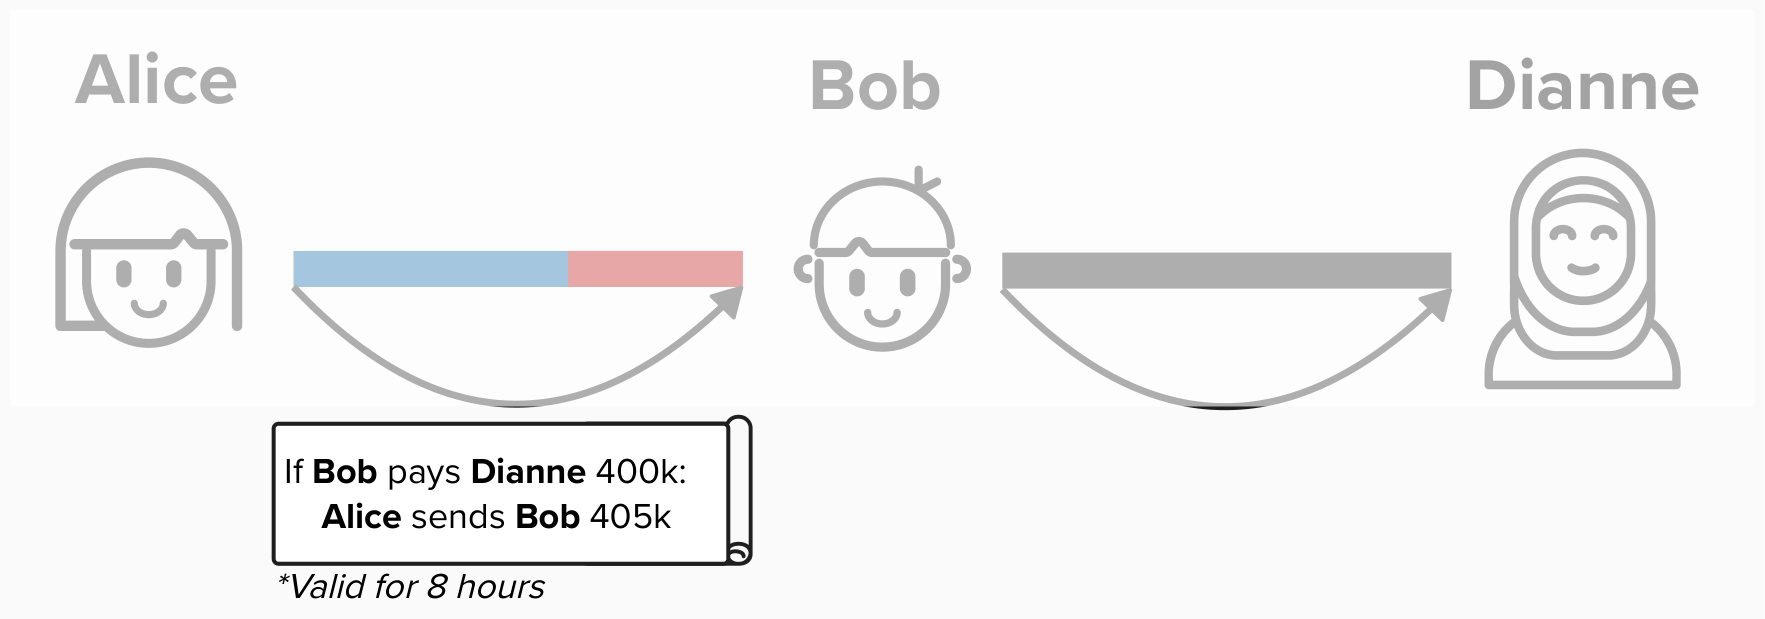 Alice
Bob
Dianne
If Bob pays Dianne 400k:
Alice sends Bob 405k
*Valid for 8 hours